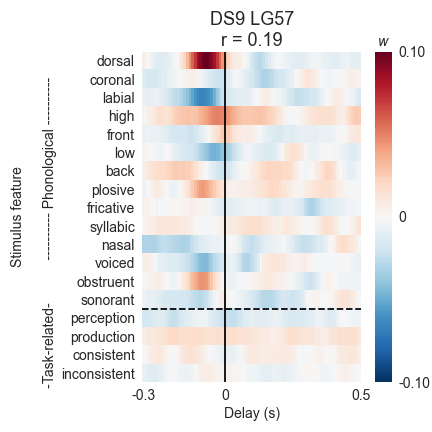 DS9 LG57
r = 0.19
w
Stimulus feature
---------- Phonological ----------
-Task-related-
dorsal
coronal
labial
high
front
low
back
plosive
fricative
syllabic
nasal
voiced
obstruent
sonorant
perception
production
consistent
inconsistent
0.10
0
-0.10
-0.3
0
0.5
Delay (s)